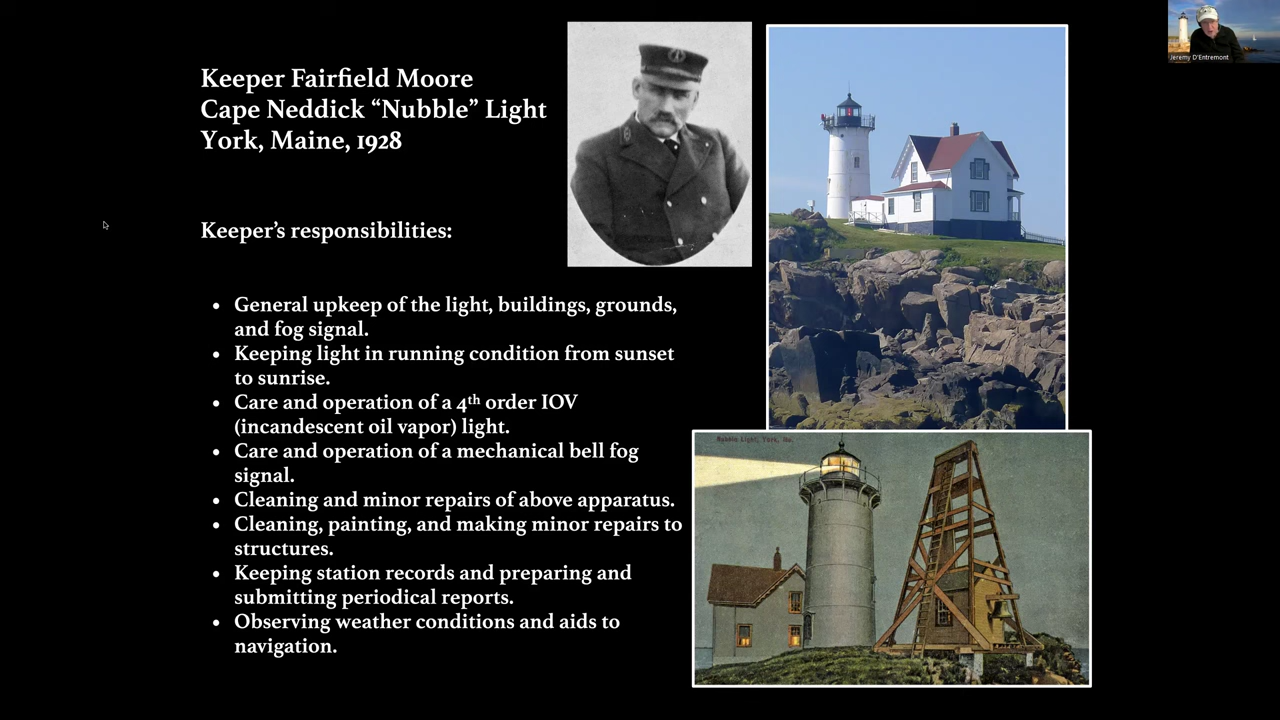 Keeper Fairfield Moore
Cape Neddick “Nubble” Light
York, Maine, 1928
Keeper’s responsibilities:
• General upkeep of the light, buildings, grounds,
and fog signal.
• Keeping light in running condition from sunset
to sunrise.
• Care and operation of a 4th order IOV
(incandescent oil vapor) light.
• Care and operation of a mechanical bell fog
signal.
• Cleaning and minor repairs of above apparatus.
• Cleaning, painting, and making minor repairs to
structures.
• Keeping station records and preparing and
submitting periodical reports.
• Observing weather conditions and aids to
navigation.
Nubble Light, York, Me.
Jeremy D'Entremont